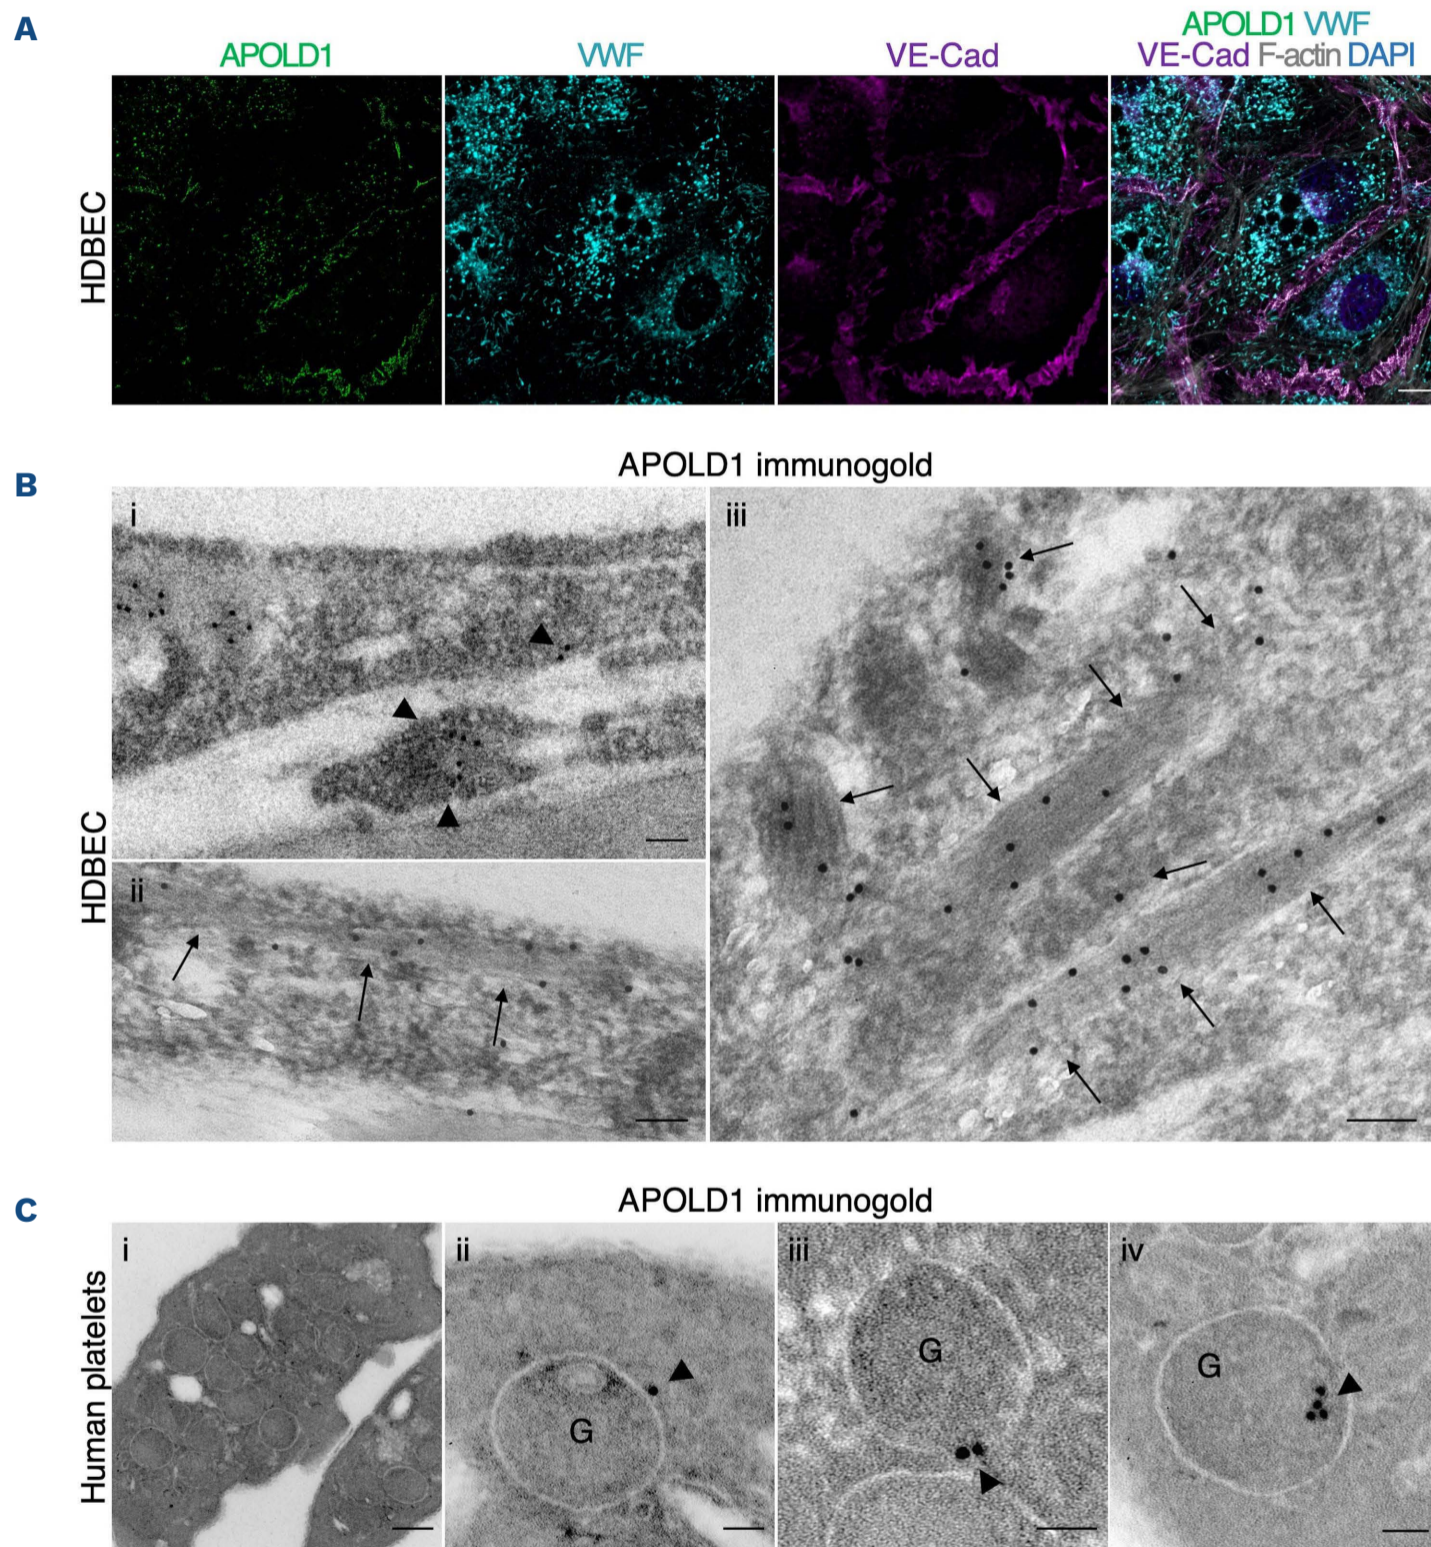 A
APOLD1
VWF
VE-Cad
APOLD1 VWF
VE-Cad F-actin DAPI
HDBEC
B
APOLD1 immunogold
HDBEC
i
ii
iii
C
APOLD1 immunogold
Human platelets
i
ii
G
iii
G
iv
G